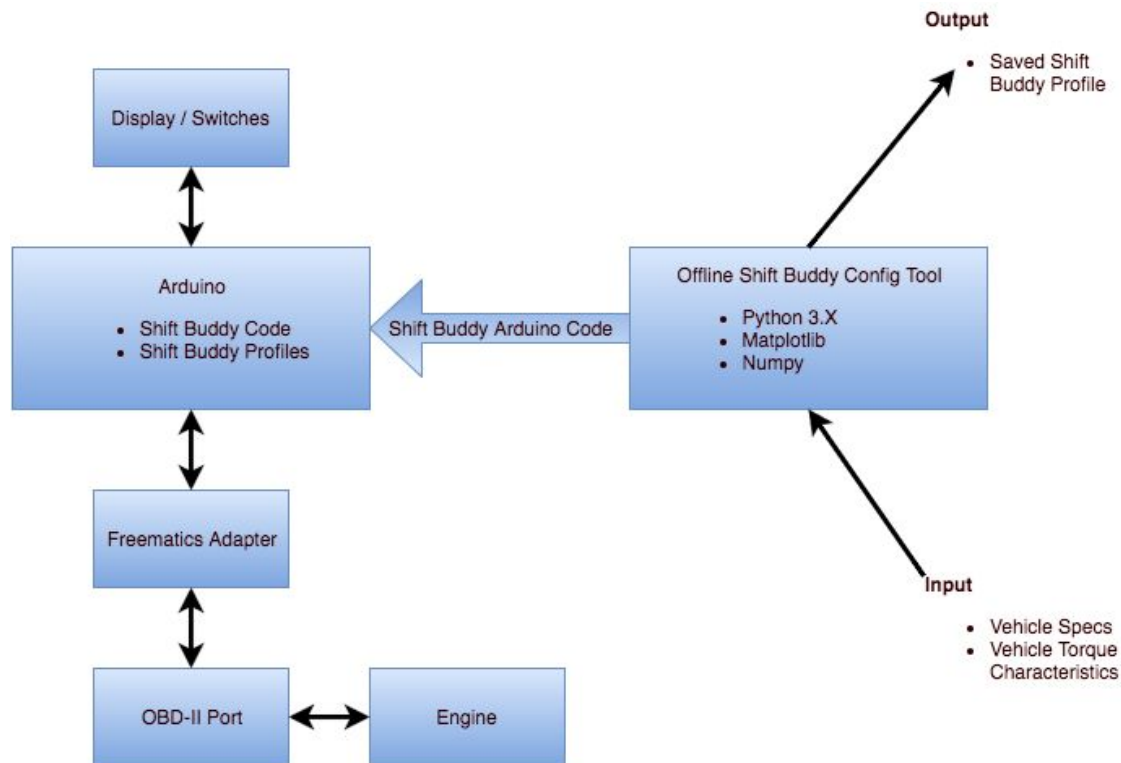 Output
• Saved Shift
Buddy Profile
Display / Switches
Arduino
• Shift Buddy Code
• Shift Buddy Profiles
Shift Buddy Arduino Code
Offline Shift Buddy Config Tool
• Python 3.X
• Matplotlib
• Numpy
Freematics Adapter
Input
• Vehicle Specs
• Vehicle Torque
Characteristics
OBD-II Port
Engine